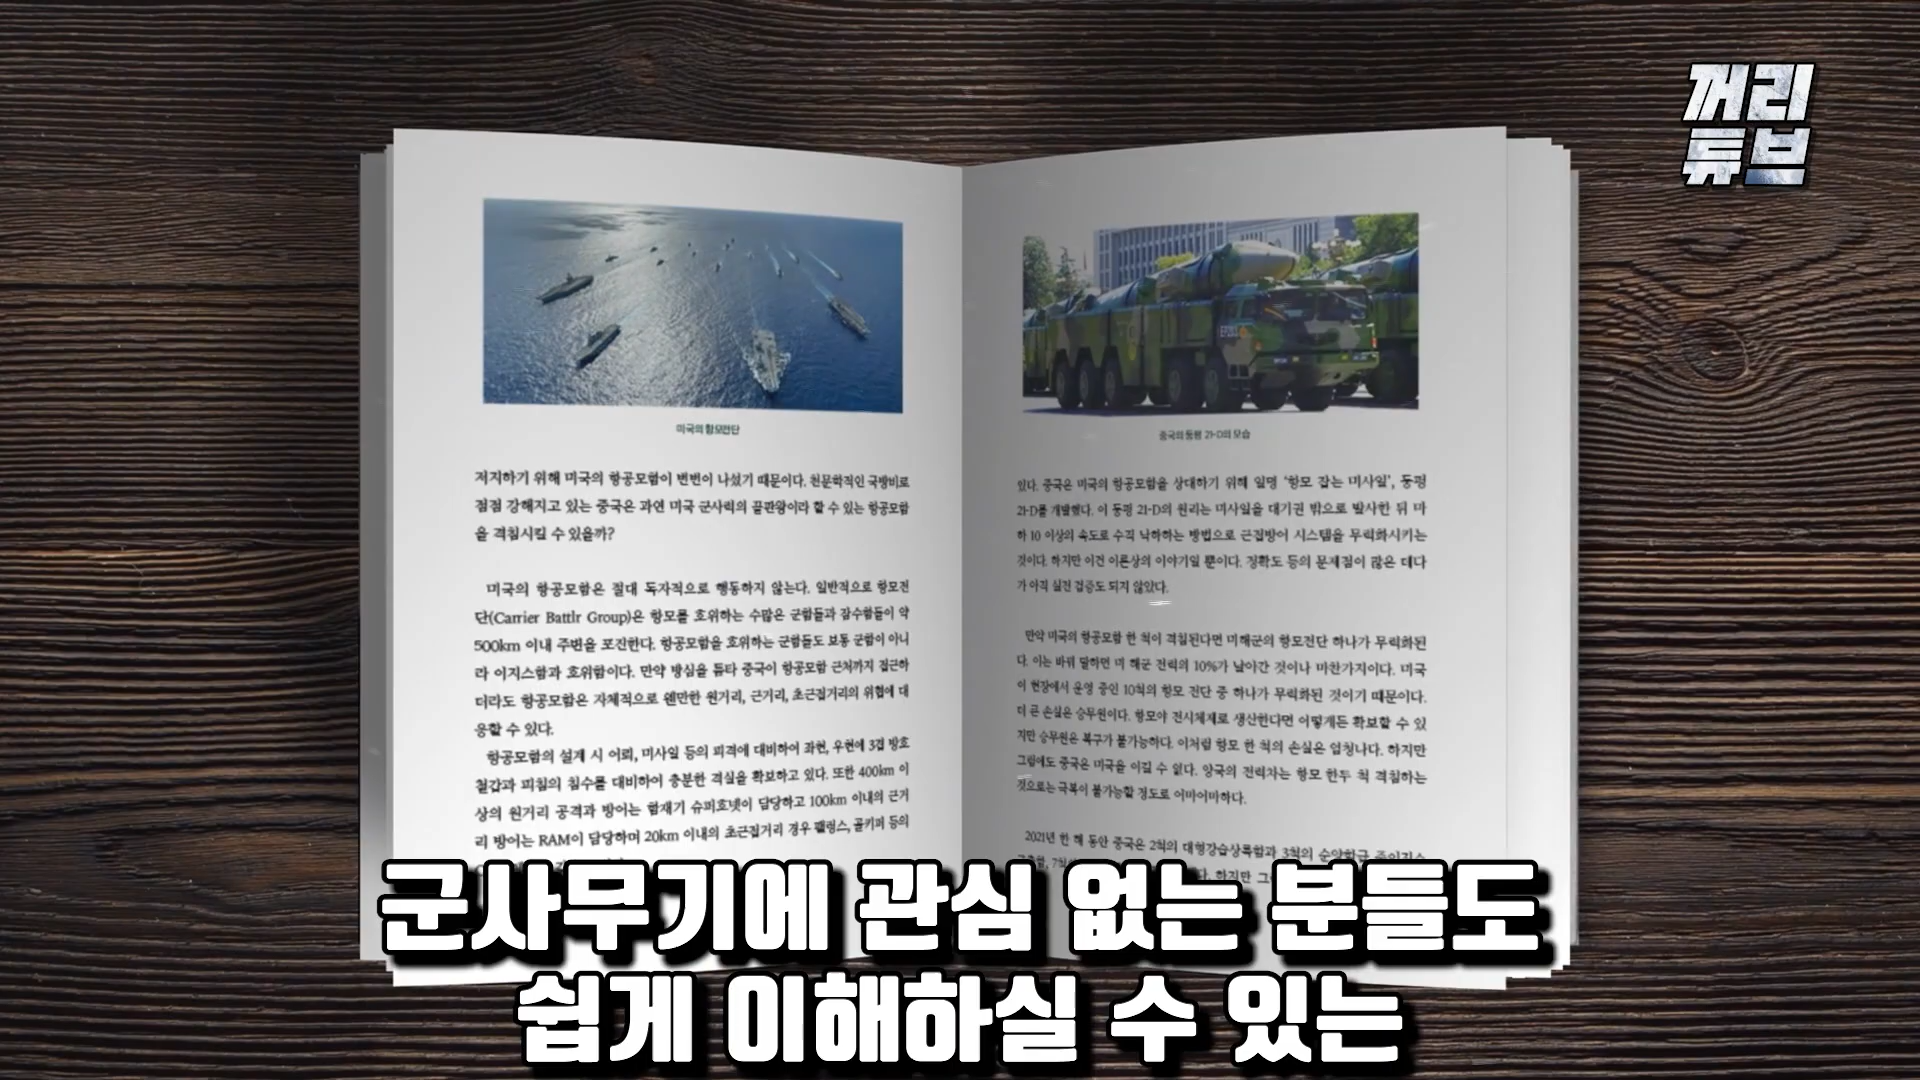 꺼리
튜브
미국의 항모전단
저지하기 위해 미국의 항공모함이 번번이 나섰기 때문이다. 천문학적인 국방비로
점점 강해지고 있는 중국은 과연 미국 군사력의 끝판왕이라 할 수 있는 항공모함
을 격침시킬 수 있을까?
미국의 항공모함은 절대 독자적으로 행동하지 않는다. 일반적으로 항모전
단(Carrier Battlr Group)은 항모를 호위하는 수많은 군함들과 잠수함들이 약
500km 이내 주변을 포진한다. 항공모함을 호위하는 군함들도 보통 군함이 아니
라 이지스함과 호위함이다. 만약 방심을 틈타 중국이 항공모함 근처까지 접근하
더라도 항공모함은 자체적으로 웬만한 원거리, 근거리, 초근접거리의 위협에 대
응할 수 있다.
항공모함의 설계 시 어뢰, 미사일 등의 피격에 대비하여 좌현, 우현에 3겹 방호
철갑과 피침의 침수를 대비하여 충분한 격실을 확보하고 있다. 또한 400km 이
상의 원거리 공격과 방어는 함재기 슈퍼호넷이 담당하고 100km 이내의 근거
리 방어는 RAM이 담당하며 20km 이내의 초근접거리 경우 팰렁스, 골키퍼 등의
중국의 둥펑 21-D의 모습
있다. 중국은 미국의 항공모함을 상대하기 위해 일명 '항모 잡는 미사일', 둥펑
21-D를 개발했다. 이 둥펑 21-D의 원리는 미사일을 대기권 밖으로 발사한 뒤 마
하 10 이상의 속도로 수직 낙하하는 방법으로 근접방어 시스템을 무력화시키는
것이다. 하지만 이건 이론상의 이야기일 뿐이다. 정확도 등의 문제점이 많은 데다
가 아직 실전 검증도 되지 않았다.
만약 미국의 항공모함 한 척이 격침된다면 미해군의 항모전단 하나가 무력화된
다. 이는 바꿔 말하면 미 해군 전력의 10%가 날아간 것이나 마찬가지이다. 미국
이 현장에서 운영 중인 10척의 항모 전단 중 하나가 무력화된 것이기 때문이다.
더 큰 손실은 승무원이다. 항모야 전시체제로 생산한다면 어떻게든 확보할 수 있
지만 승무원은 복구가 불가능하다. 이처럼 항모 한 척의 손실은 엄청나다. 하지만
그럼에도 중국은 미국을 이길 수 없다. 양국의 전력차는 항모 한두 척 격침하는
것으로는 극복이 불가능할 정도로 어마어마하다.
2021년 한 해 동안 중국은 2척의 대형강습상륙함과 3척의 순양함급
하지만
군사무기에 관심 없는 분들도
쉽게 이해하실 수 있는